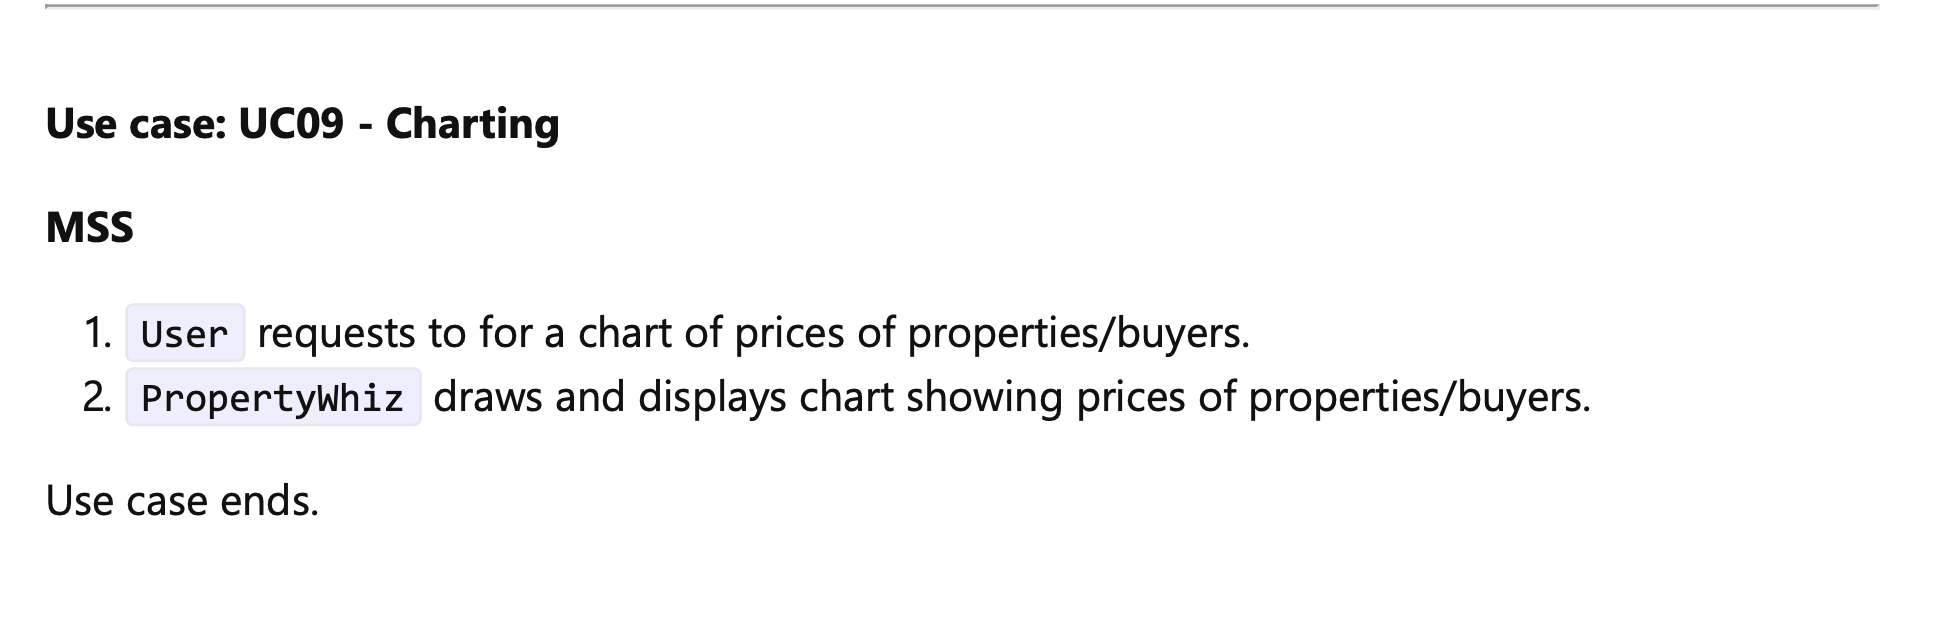 Use case: UC09 - Charting
MSS
1. User requests to for a chart of prices of properties/buyers.
2. PropertyWhiz draws and displays chart showing prices of properties/buyers.
Use case ends.